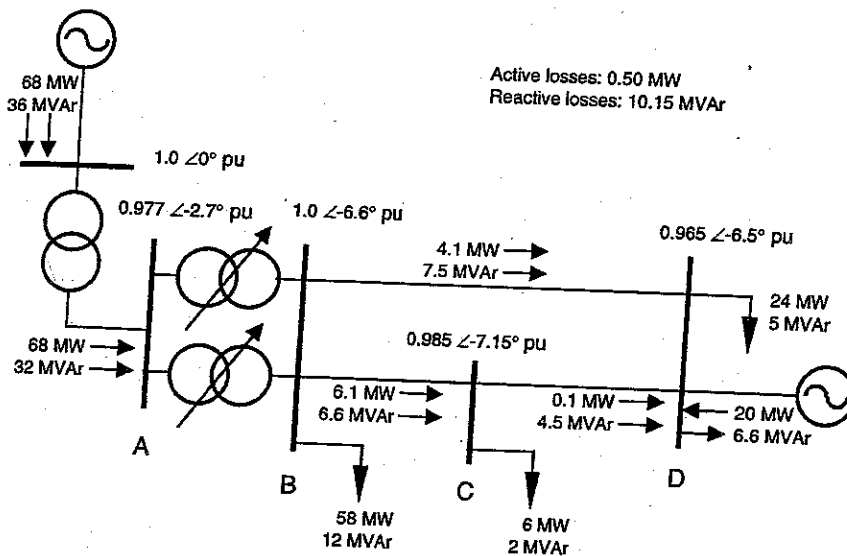 68 MW
36 MVAr
Active losses: 0.50 MW
Reactive losses: 10.15 MVAr
1.0 ∠0° pu
0.977 ∠-2.7° pu
1.0 ∠-6.6° pu
4.1 MW
7.5 MVAr
0.965 ∠-6.5° pu
24 MW
5 MVAr
68 MW
32 MVAr
0.985 ∠-7.15° pu
6.1 MW
6.6 MVAr
0.1 MW
4.5 MVAr
20 MW
6.6 MVAr
A
B
C
D
58 MW
12 MVAr
6 MW
2 MVAr